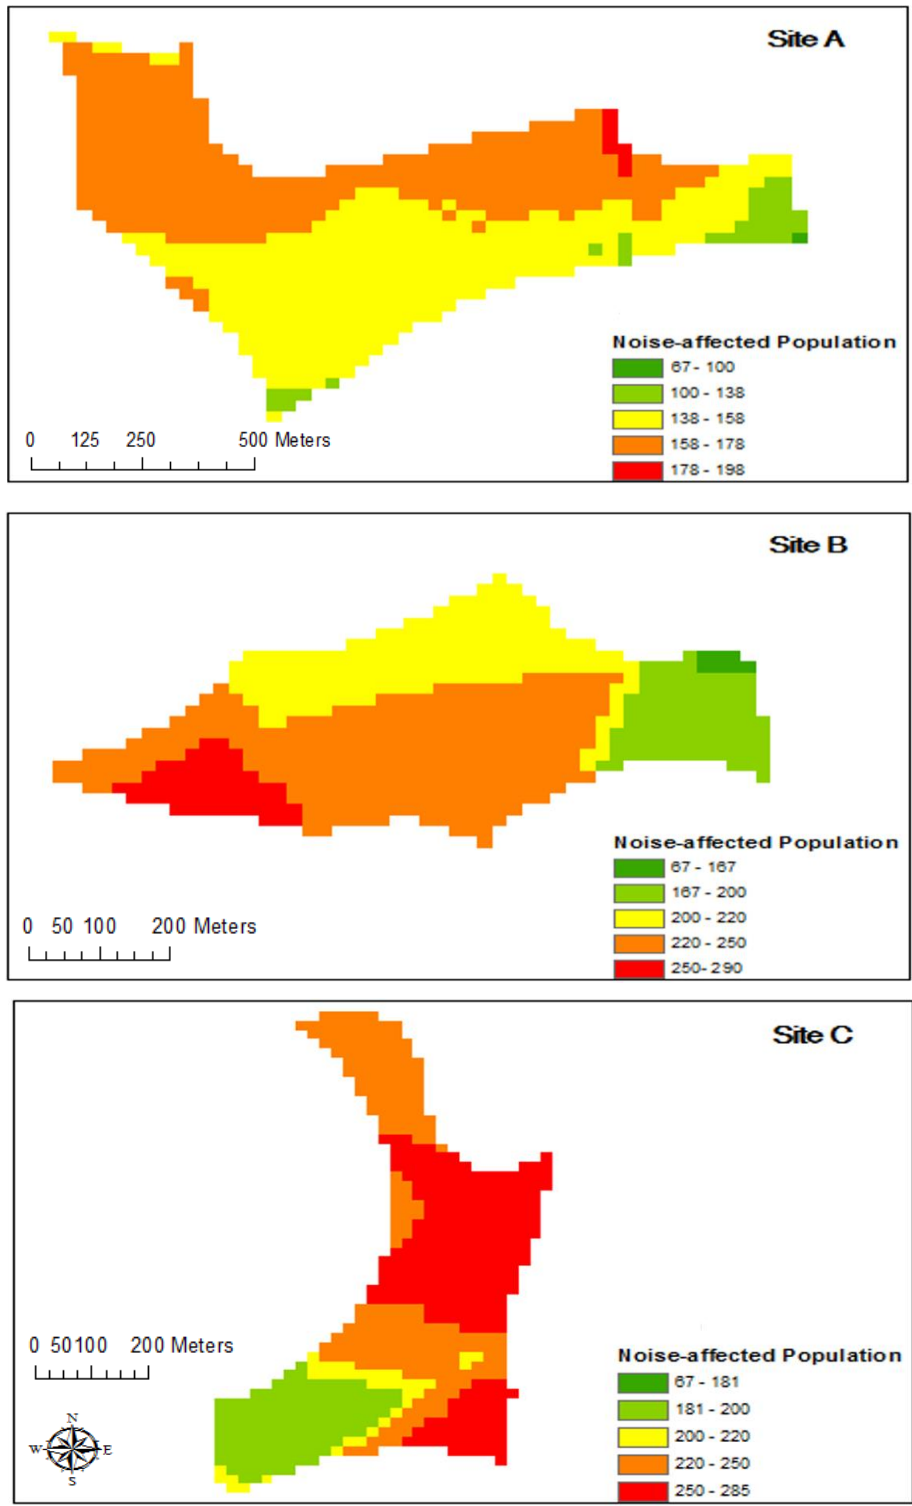 Site A
Noise-affected Population
67 - 100
100 - 138
138 - 158
158 - 178
178 - 198
0 125 250 500 Meters
Site B
Noise-affected Population
67 - 167
167 - 200
200 - 220
220 - 250
250- 290
0 50 100 200 Meters
Site C
0 50100 200 Meters
Noise-affected Population
67 - 181
181 - 200
200 - 220
220 - 250
250 - 285
N
W E
S